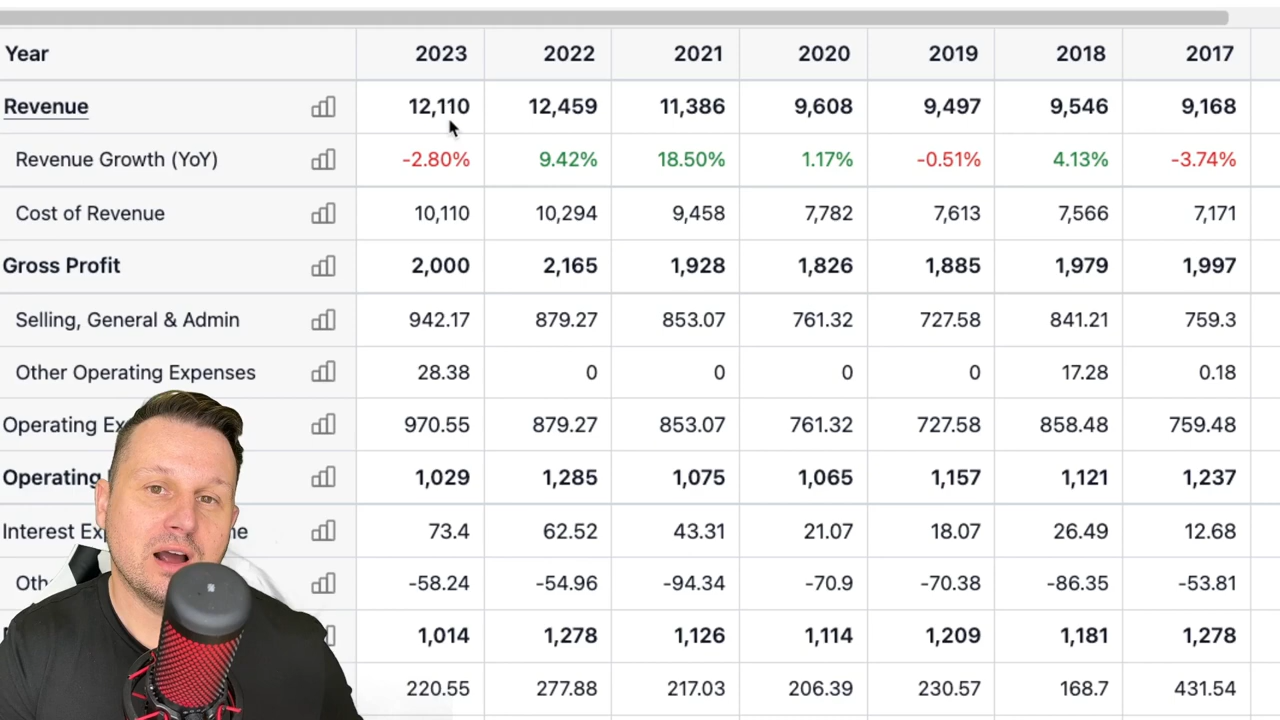 Year 2023 2022 2021 2020 2019 2018 2017
Revenue 12,110 12,459 11,386 9,608 9,497 9,546 9,168
Revenue Growth (YoY) -2.80% 9.42% 18.50% 1.17% -0.51% 4.13% -3.74%
Cost of Revenue 10,110 10,294 9,458 7,782 7,613 7,566 7,171
Gross Profit 2,000 2,165 1,928 1,826 1,885 1,979 1,997
Selling, General & Admin 942.17 879.27 853.07 761.32 727.58 841.21 759.3
Other Operating Expenses 28.38 0 0 0 0 17.28 0.18
Operating 970.55 879.27 853.07 761.32 727.58 858.48 759.48
Operating 1,029 1,285 1,075 1,065 1,157 1,121 1,237
Interest 73.4 62.52 43.31 21.07 18.07 26.49 12.68
-58.24 -54.96 -94.34 -70.9 -70.38 -86.35 -53.81
1,014 1,278 1,126 1,114 1,209 1,181 1,278
220.55 277.88 217.03 206.39 230.57 168.7 431.54